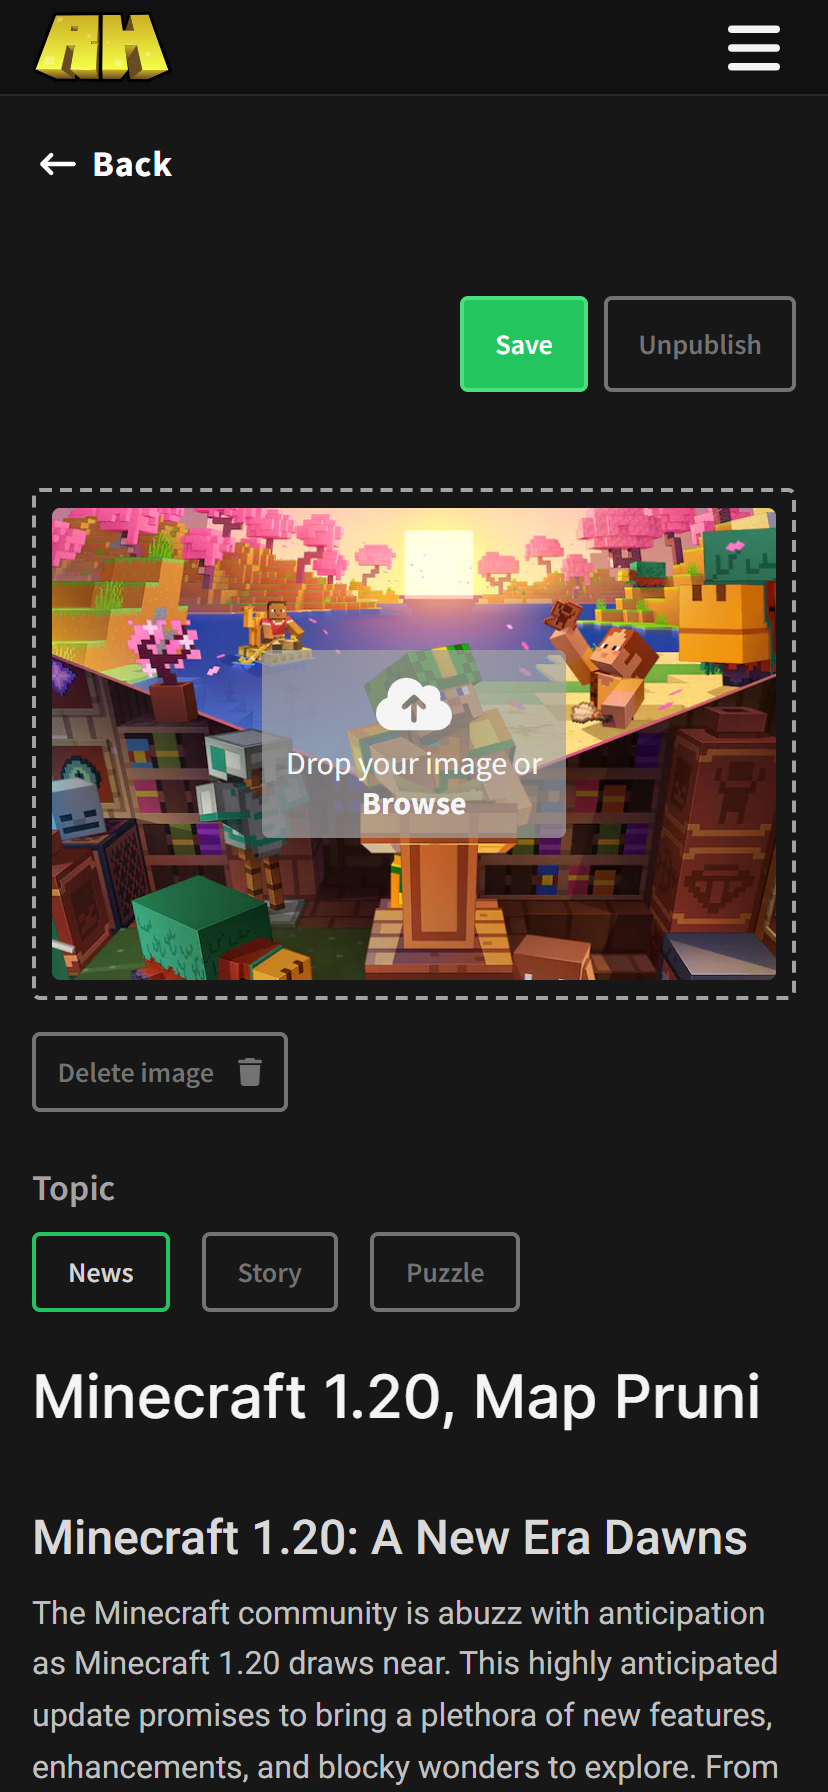 AH
Back
Save
Unpublish
Drop your image or
Browse
Delete image
Topic
News
Story
Puzzle
Minecraft 1.20, Map Pruni
Minecraft 1.20: A New Era Dawns
The Minecraft community is abuzz with anticipation
as Minecraft 1.20 draws near. This highly anticipated
update promises to bring a plethora of new features,
enhancements, and blocky wonders to explore. From